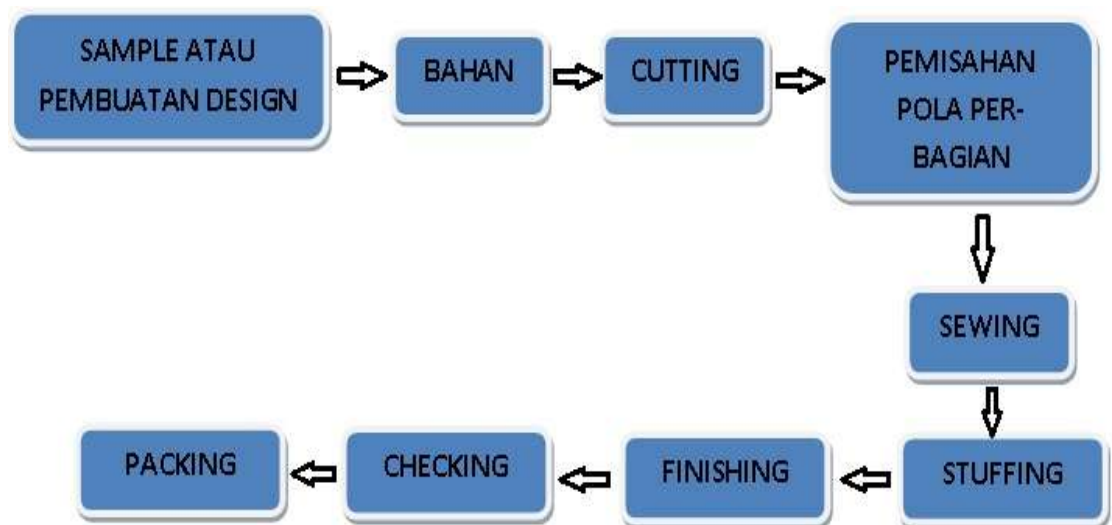 SAMPLE ATAU
PEMBUATAN DESIGN
BAHAN
CUTTING
PEMISAHAN
POLA PER-
BAGIAN
SEWING
STUFFING
FINISHING
CHECKING
PACKING